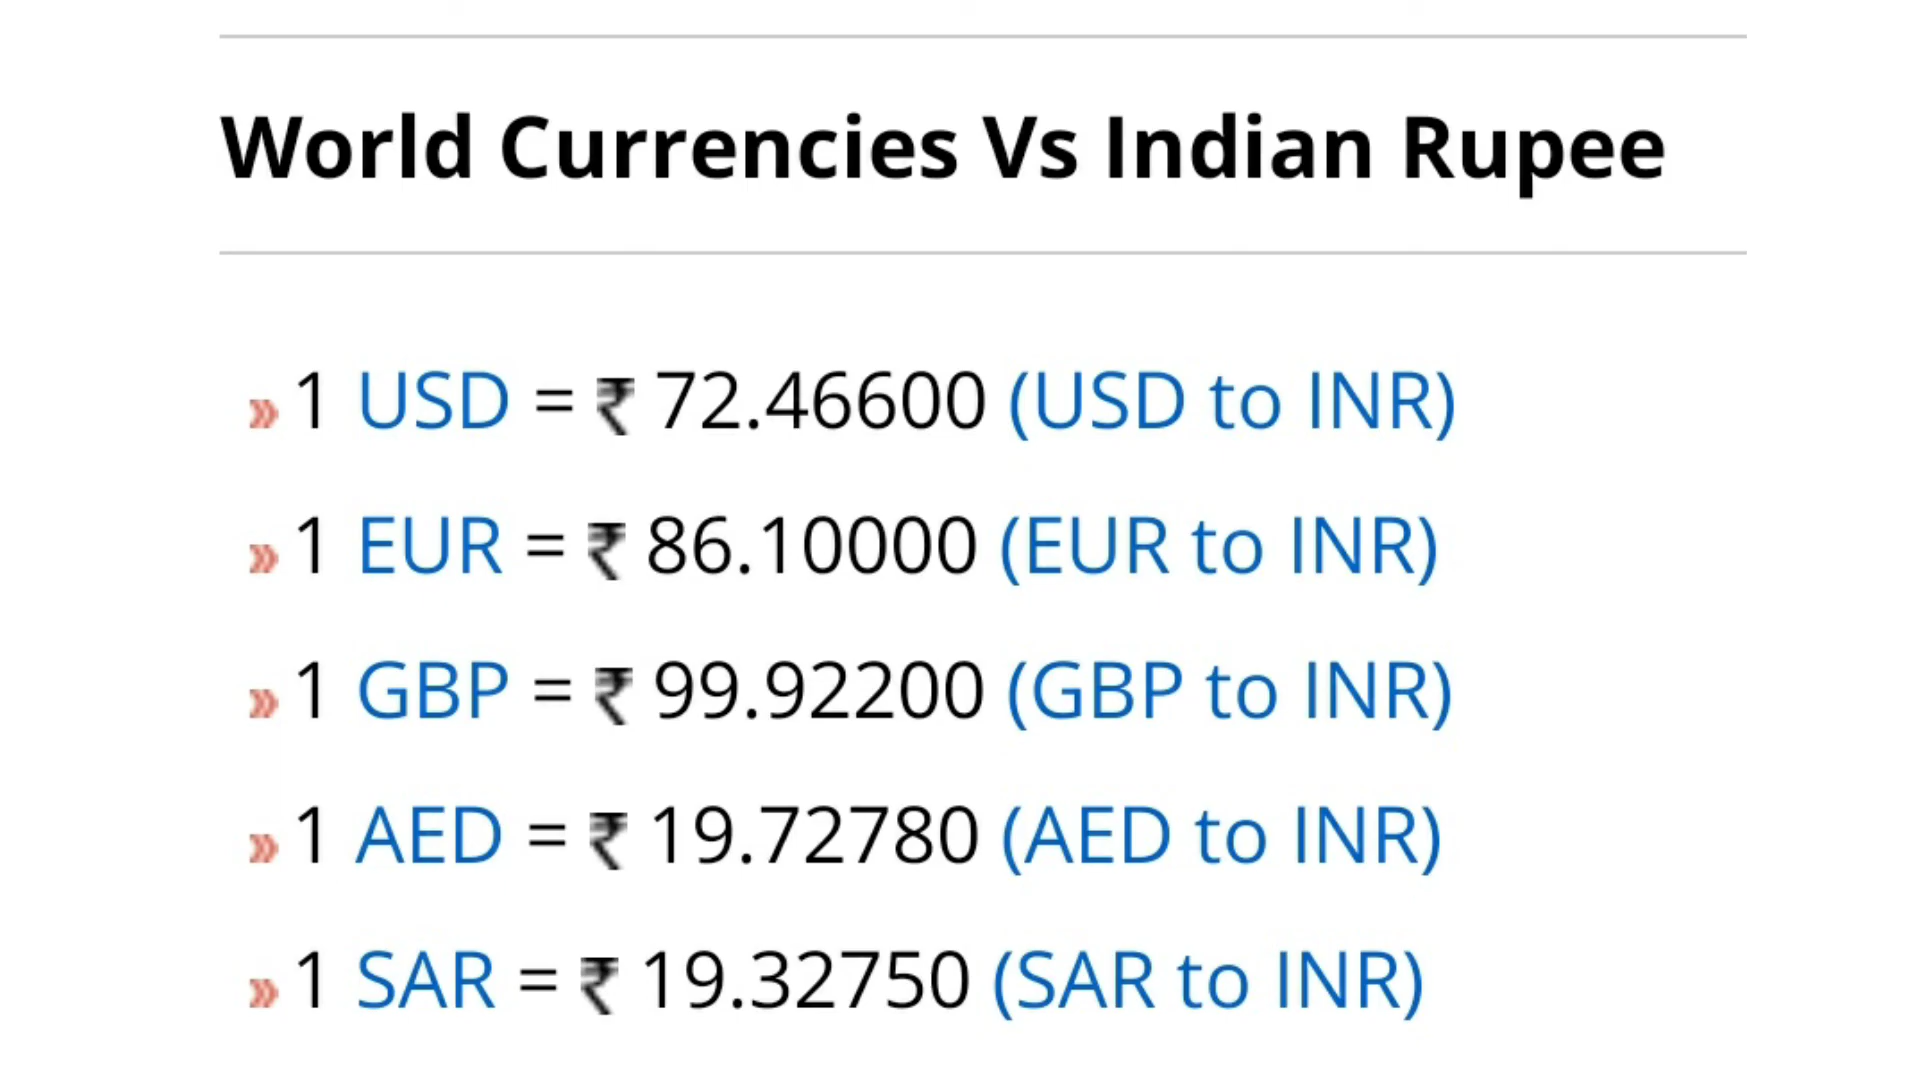 World Currencies Vs Indian Rupee
» 1 USD = ₹ 72.46600 (USD to INR)
» 1 EUR = ₹ 86.10000 (EUR to INR)
» 1 GBP = ₹ 99.92200 (GBP to INR)
» 1 AED = ₹ 19.72780 (AED to INR)
» 1 SAR = ₹ 19.32750 (SAR to INR)